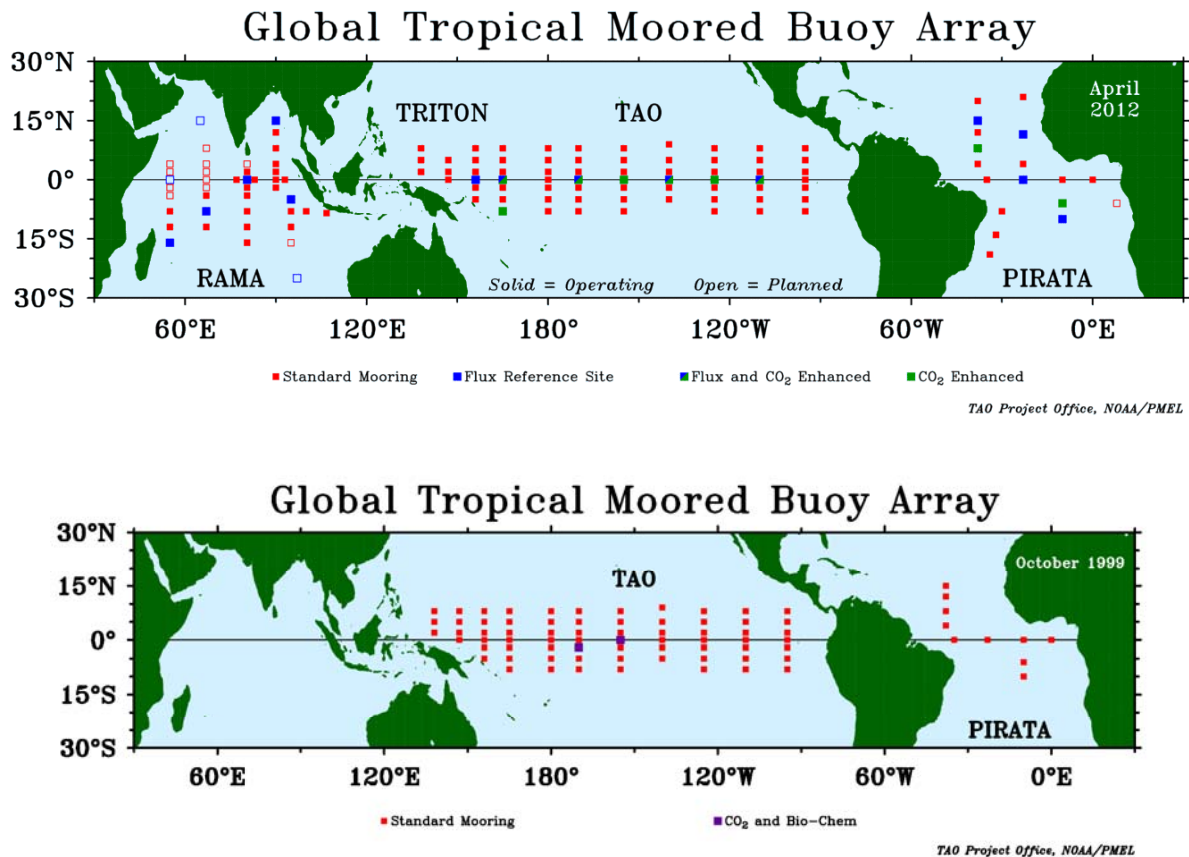 Global Tropical Moored Buoy Array
30°N
15°N
0°
15°S
30°S
TRITON
TAO
April
2012
RAMA
Solid = Operating Open = Planned
PIRATA
60°E 120°E 180° 120°W 60°W 0°E
Standard Mooring Flux Reference Site Flux and CO₂ Enhanced CO₂ Enhanced
TAO Project Office, NOAA/PMEL
Global Tropical Moored Buoy Array
30°N
15°N
0°
15°S
30°S
TAO
October 1999
PIRATA
60°E 120°E 180° 120°W 60°W 0°E
Standard Mooring CO₂ and Bio-Chem
TAO Project Office, NOAA/PMEL